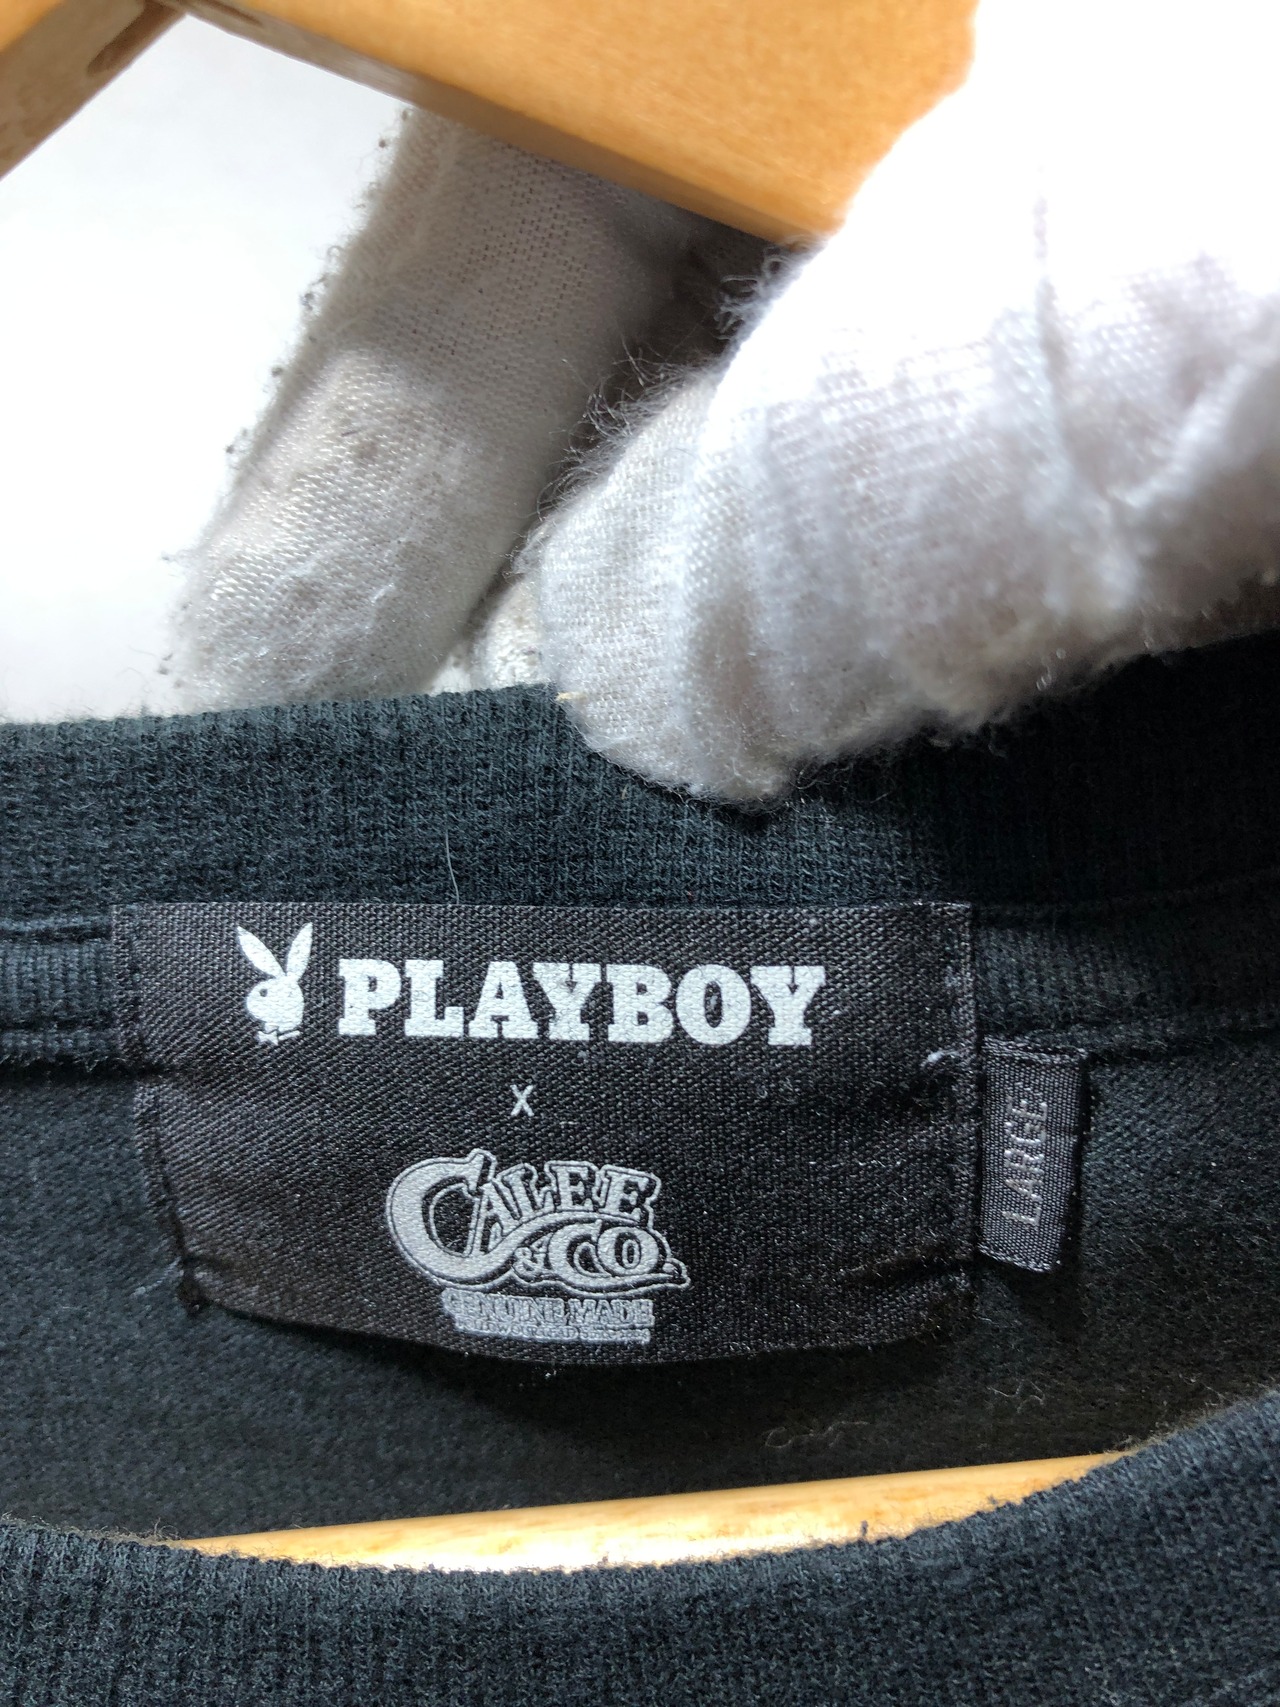 PLAYBOY
X
CALEE
& CO.
GENUINE MADE
LARGE